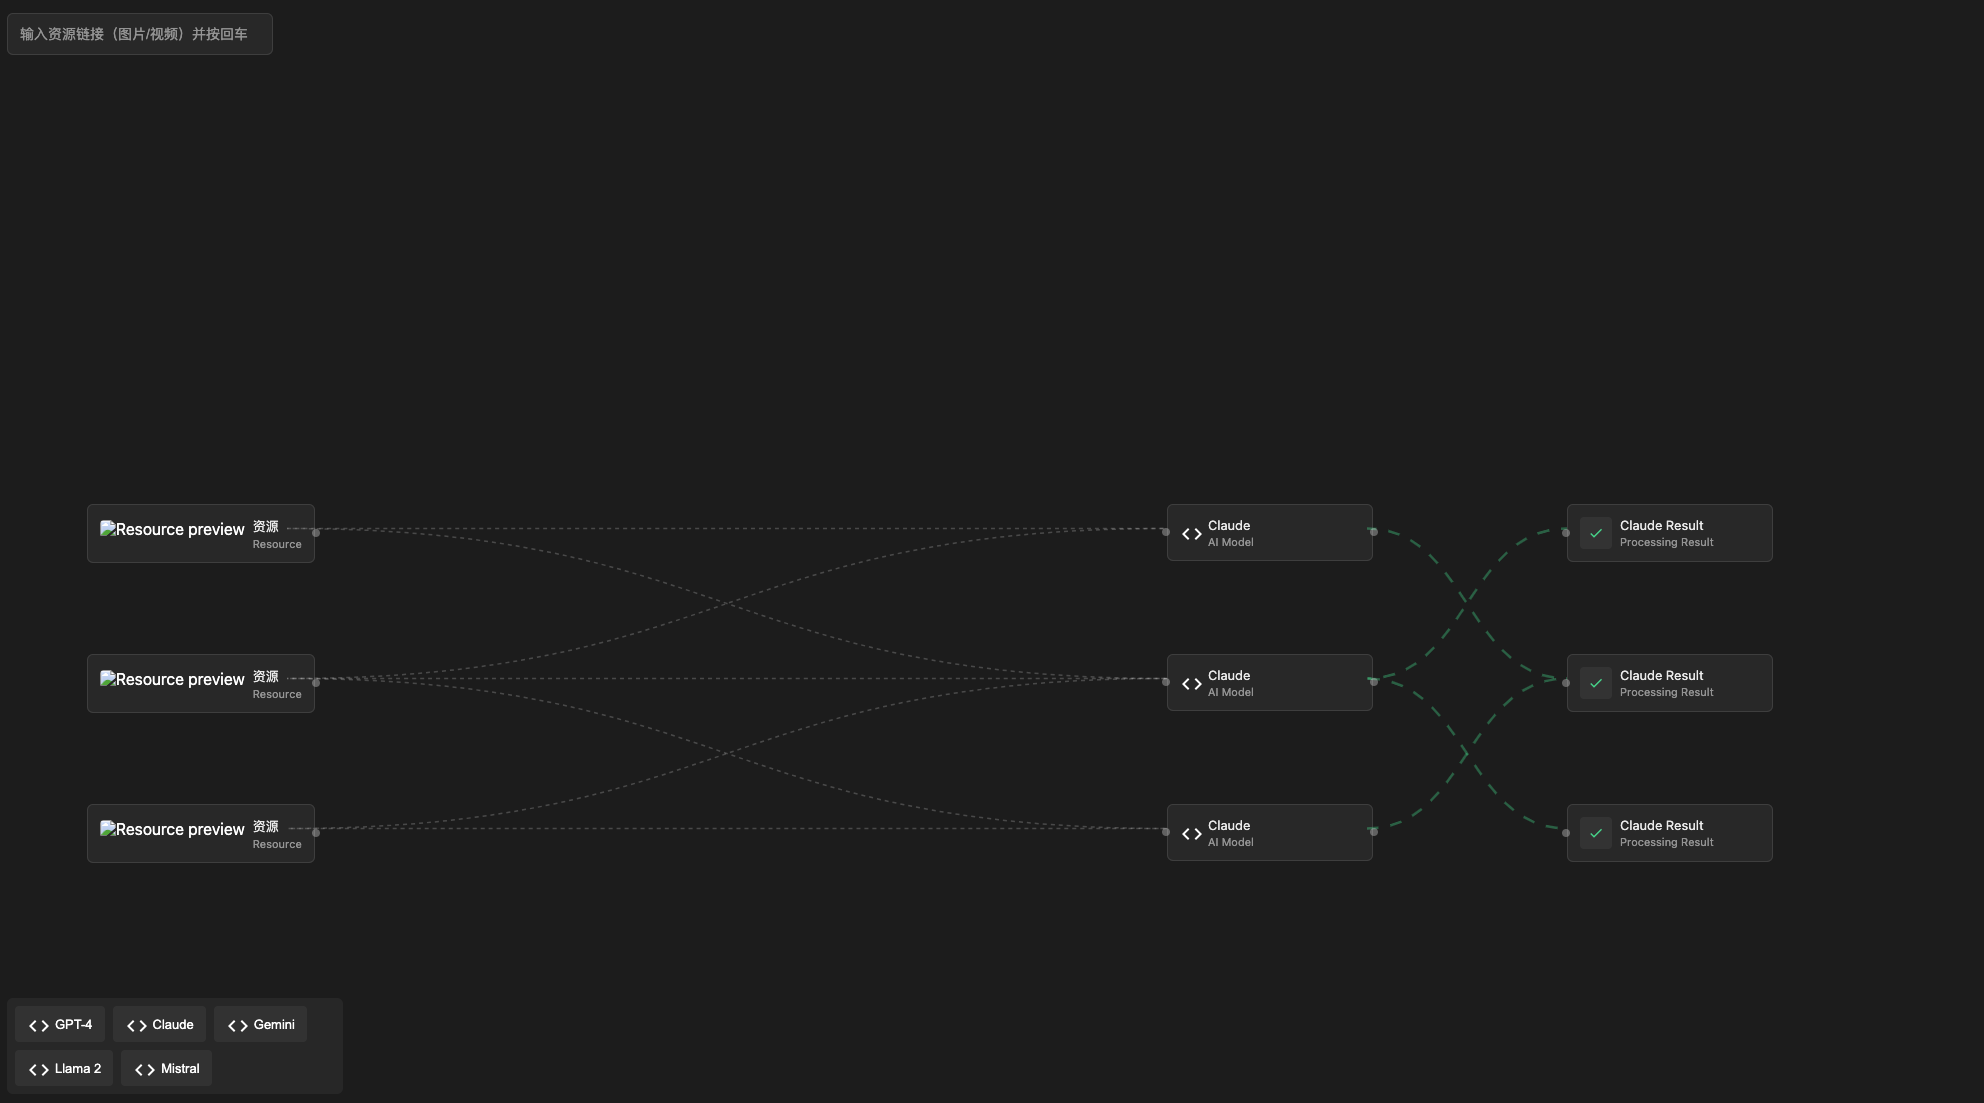 输入资源链接（图片/视频）并按回车
Resource preview
资源
Resource
Claude
AI Model
Claude Result
Processing Result
Resource preview
资源
Resource
Claude
AI Model
Claude Result
Processing Result
Resource preview
资源
Resource
Claude
AI Model
Claude Result
Processing Result
GPT-4
Claude
Gemini
Llama 2
Mistral